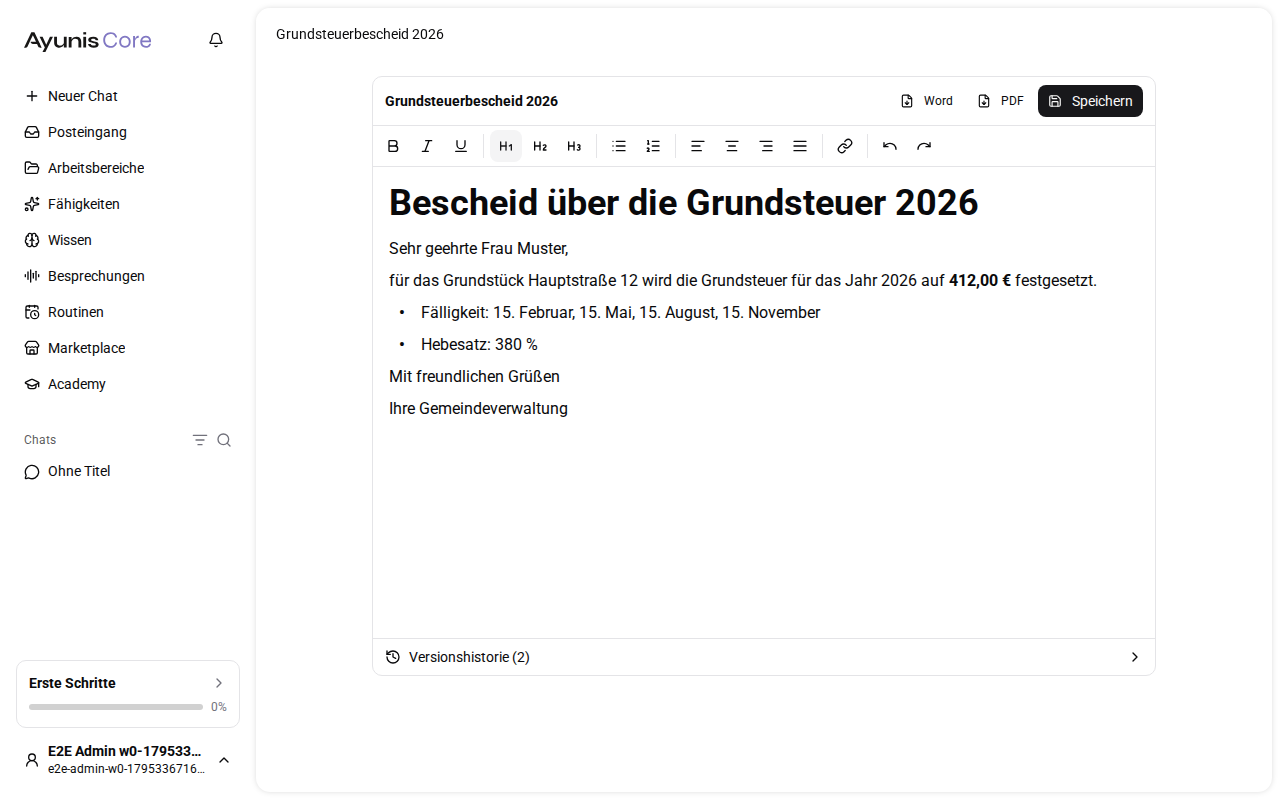 Ayunis Core
Neuer Chat
Posteingang
Arbeitsbereiche
Fähigkeiten
Wissen
Besprechungen
Routinen
Marketplace
Academy
Chats
Ohne Titel
Erste Schritte
0%
E2E Admin w0-179533...
e2e-admin-w0-1795336716...
Grundsteuerbescheid 2026
Grundsteuerbescheid 2026
Word
PDF
Speichern
B I U H1 H2 H3
Bescheid über die Grundsteuer 2026
Sehr geehrte Frau Muster,
für das Grundstück Hauptstraße 12 wird die Grundsteuer für das Jahr 2026 auf 412,00 € festgesetzt.
• Fälligkeit: 15. Februar, 15. Mai, 15. August, 15. November
• Hebesatz: 380 %
Mit freundlichen Grüßen
Ihre Gemeindeverwaltung
Versionshistorie (2)